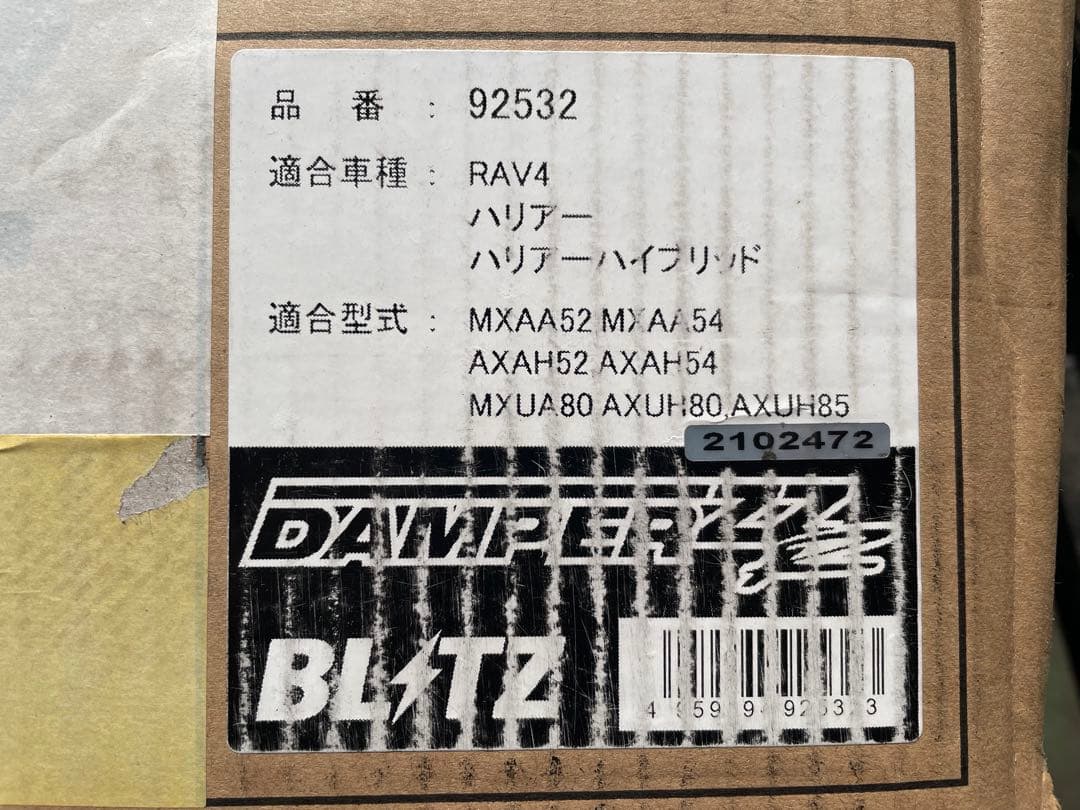 品 番 : 92532
適合車種 : RAV4
ハリアー
ハリアーハイブリッド
適合型式 : MXAA52 MXAA54
AXAH52 AXAH54
MXUA80 AXUH80,AXUH85
2102472
DAMPER ZZ-R
BLITZ